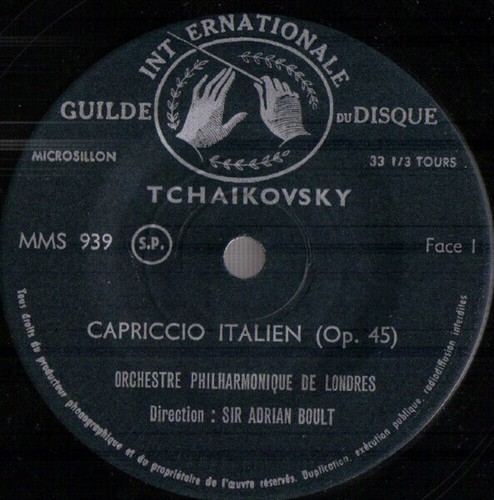 INTERNATIONALE
GUILDE DU DISQUE
MICROSILLON
33 1/3 TOURS
TCHAIKOVSKY
MMS 939
S.P.
Face 1
CAPRICCIO ITALIEN (Op. 45)
ORCHESTRE PHILHARMONIQUE DE LONDRES
Direction : SIR ADRIAN BOULT
Tous droits du producteur phonographique et du propriétaire de l'œuvre réservés. Duplication, exécution publique, radiodiffusion interdites